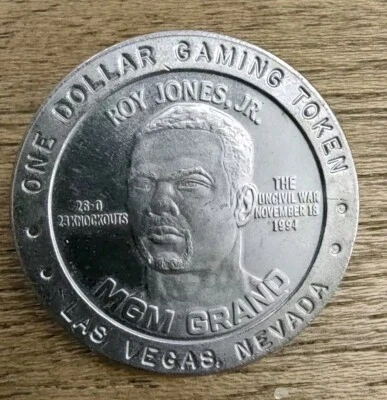 ONE DOLLAR GAMING TOKEN
ROY JONES, JR.
26-0
23 KNOCKOUTS
THE
UNCIVIL WAR
NOVEMBER 18
1994
MGM GRAND
LAS VEGAS, NEVADA